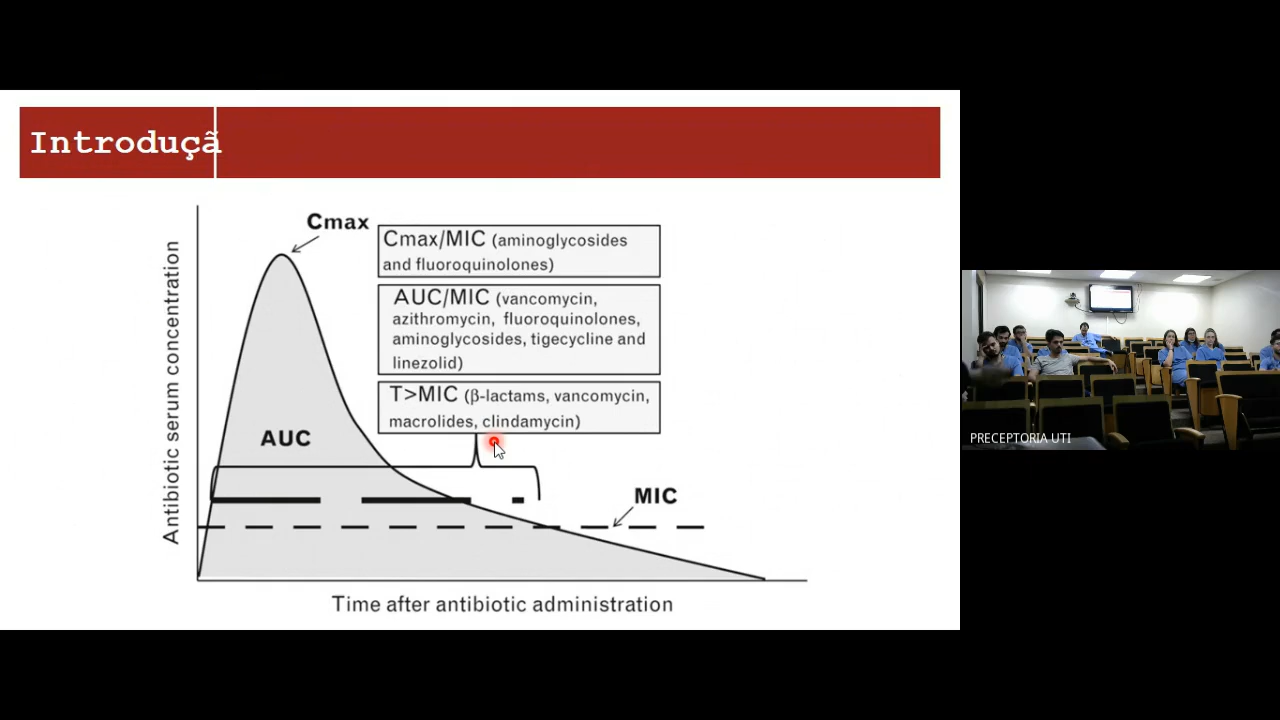 Introduçã
Cmax
Cmax/MIC (aminoglycosides
and fluoroquinolones)
AUC/MIC (vancomycin,
azithromycin, fluoroquinolones,
aminoglycosides, tigecycline and
linezolid)
T>MIC (β-lactams, vancomycin,
macrolides, clindamycin)
AUC
MIC
Antibiotic serum concentration
Time after antibiotic administration
PRECEPTORIA UTI